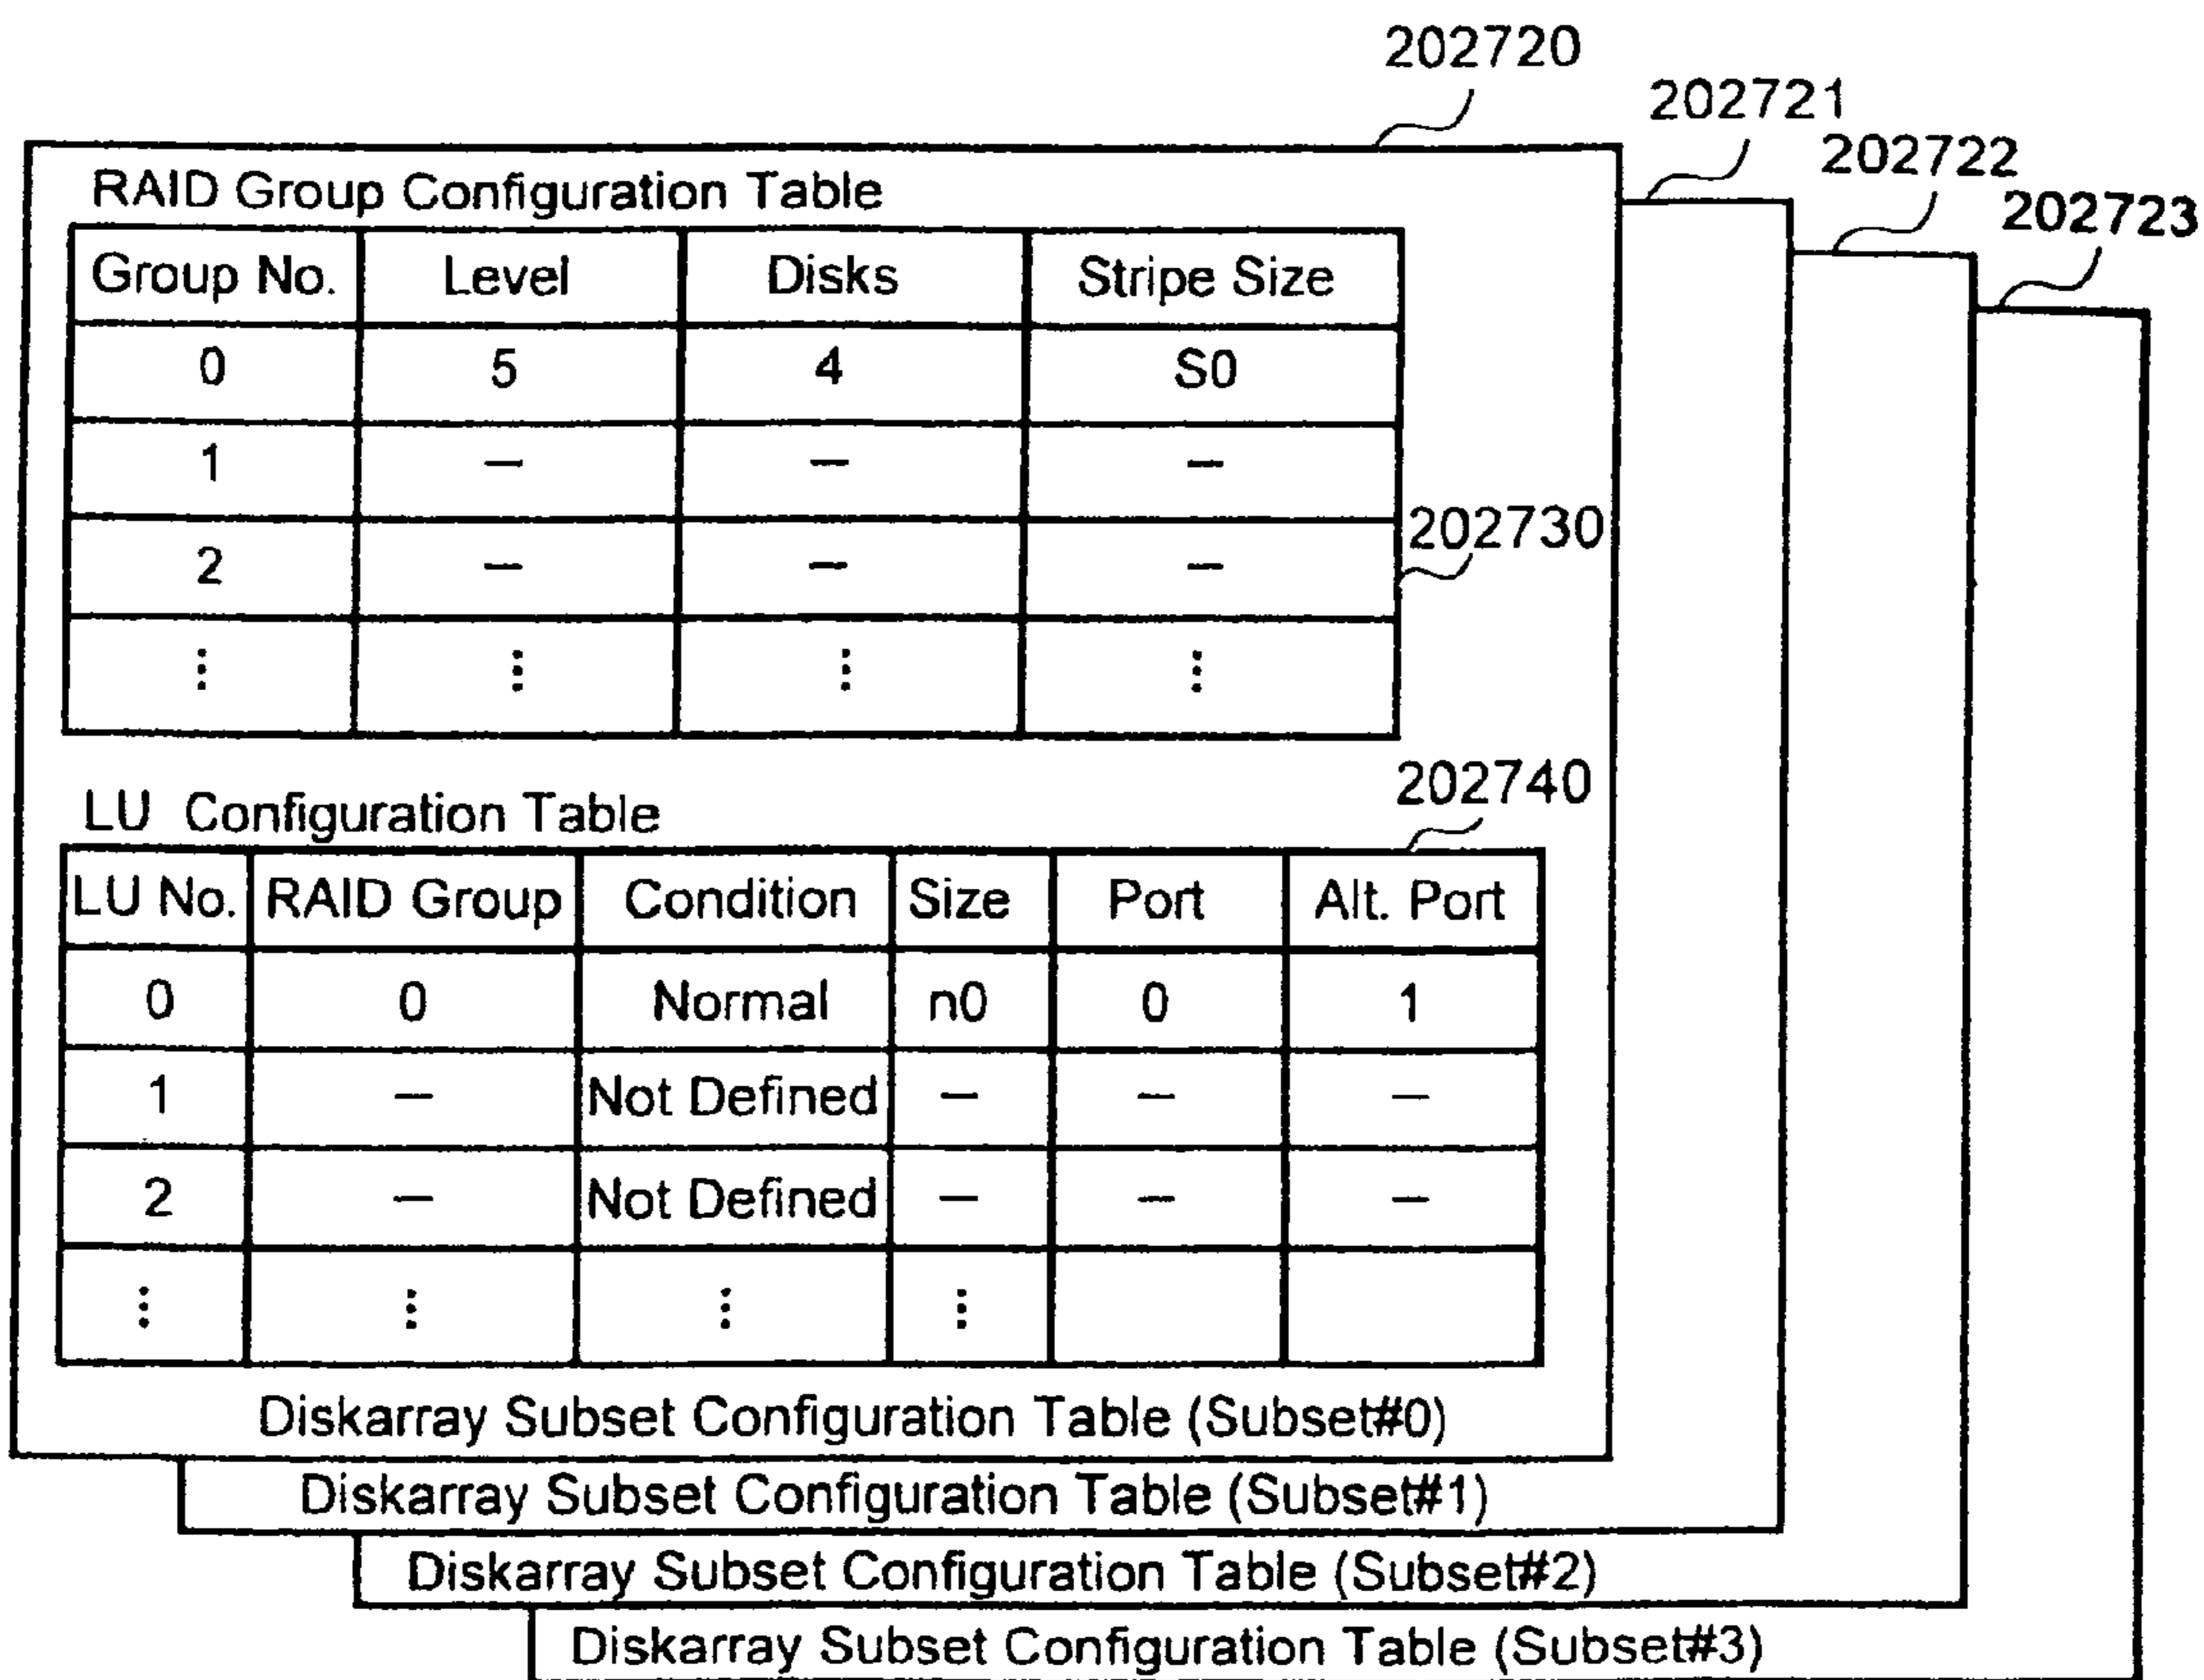 202720
202721
202722
202723
RAID Group Configuration Table
Group No. Level Disks Stripe Size
0 5 4 S0
1 — — —
2 — — —
⋮ ⋮ ⋮ ⋮
202730
202740
LU Configuration Table
LU No. RAID Group Condition Size Port Alt. Port
0 0 Normal n0 0 1
1 — Not Defined — — —
2 — Not Defined — — —
⋮ ⋮ ⋮ ⋮
Diskarray Subset Configuration Table (Subset#0)
Diskarray Subset Configuration Table (Subset#1)
Diskarray Subset Configuration Table (Subset#2)
Diskarray Subset Configuration Table (Subset#3)